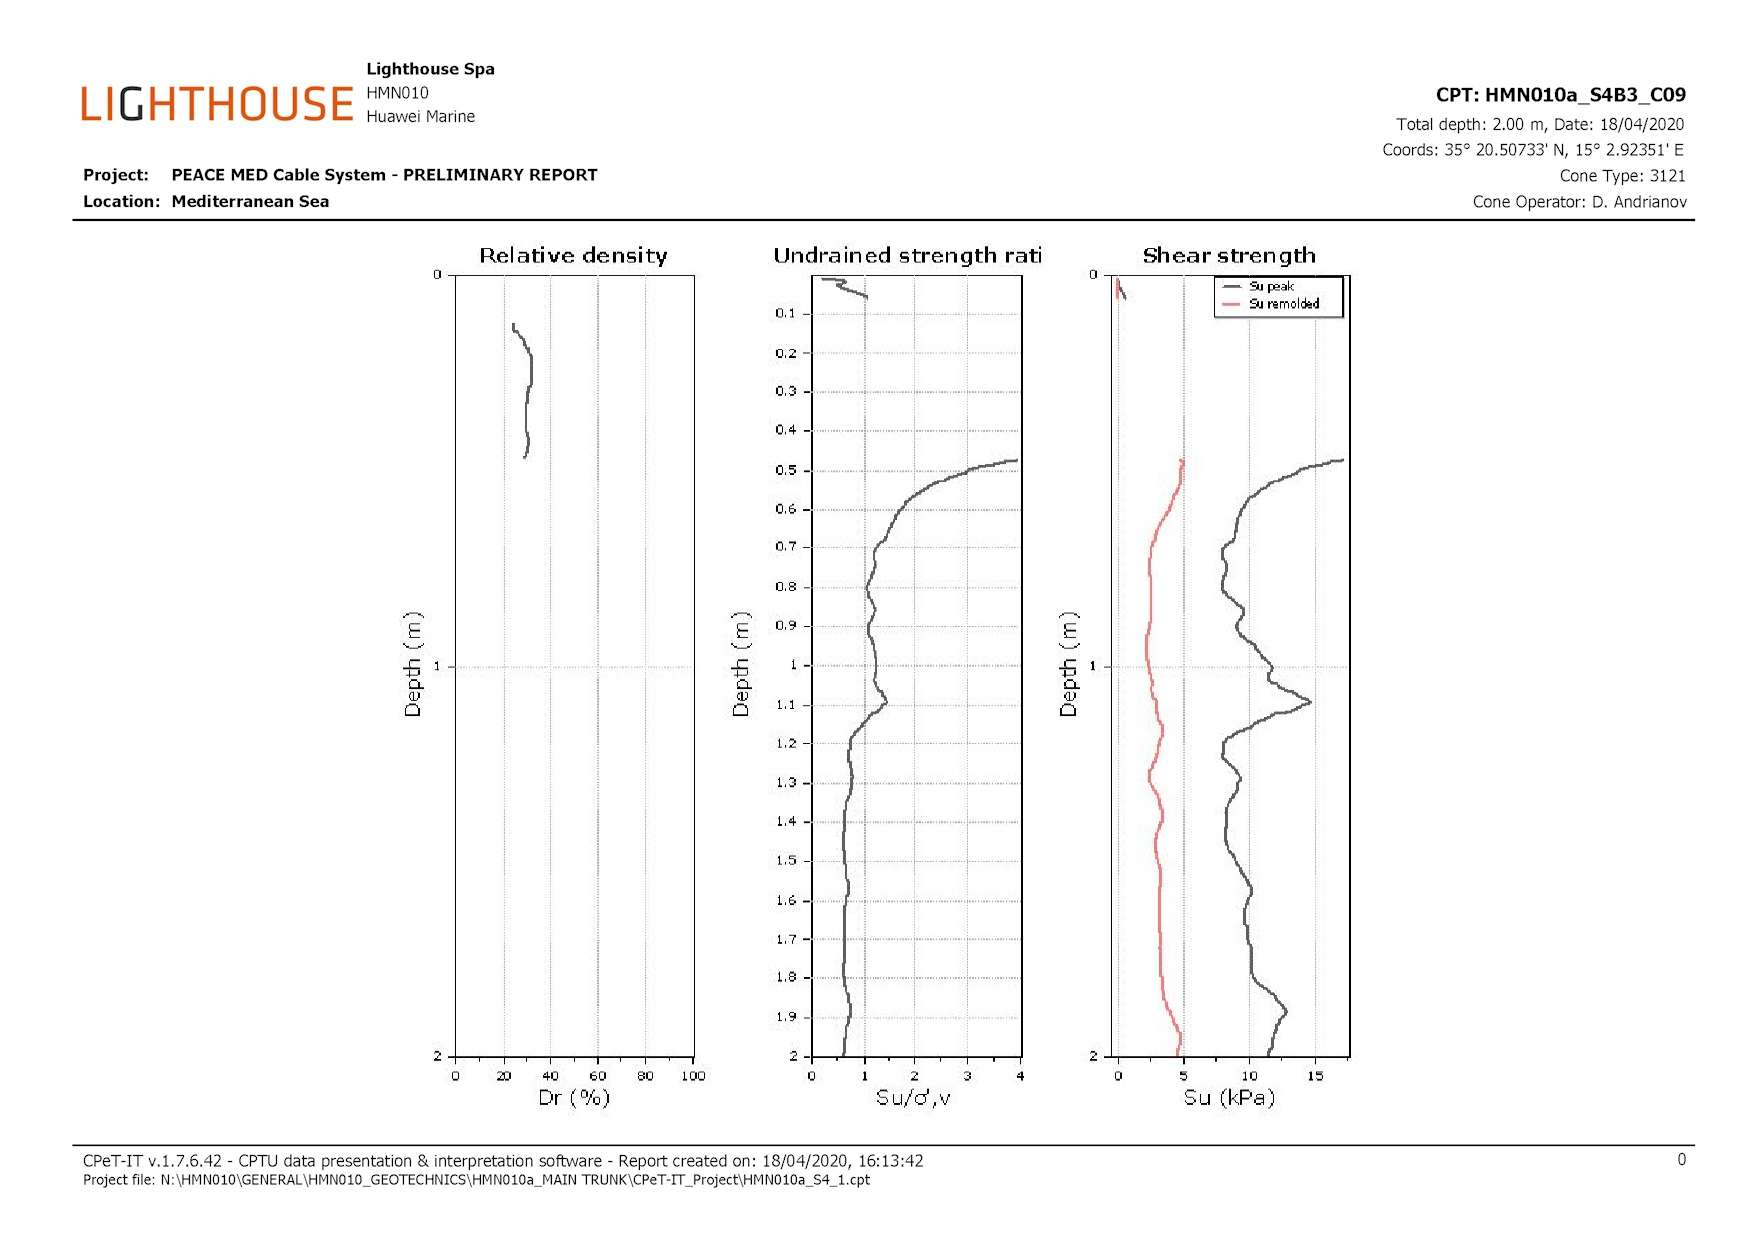 LIGHTHOUSE
Lighthouse Spa
HMN010
Huawei Marine
Project: PEACE MED Cable System - PRELIMINARY REPORT
Location: Mediterranean Sea
CPT: HMN010a_S4B3_C09
Total depth: 2.00 m, Date: 18/04/2020
Coords: 35° 20.50733' N, 15° 2.92351' E
Cone Type: 3121
Cone Operator: D. Andrianov
Relative density
0
1
2
Depth (m)
0 20 40 60 80 100
Dr (%)
Undrained strength rati
0.1
0.2
0.3
0.4
0.5
0.6
0.7
0.8
0.9
1
1.1
1.2
1.3
1.4
1.5
1.6
1.7
1.8
1.9
2
Depth (m)
0 1 2 3 4
Su/σ',v
Shear strength
Su peak
Su remolded
0
1
2
Depth (m)
0 5 10 15
Su (kPa)
CPeT-IT v.1.7.6.42 - CPTU data presentation & interpretation software - Report created on: 18/04/2020, 16:13:42
0
Project file: N:\HMN010\GENERAL\HMN010_GEOTECHNICS\HMN010a_MAIN TRUNK\CPeT-IT_Project\HMN010a_S4_1.cpt